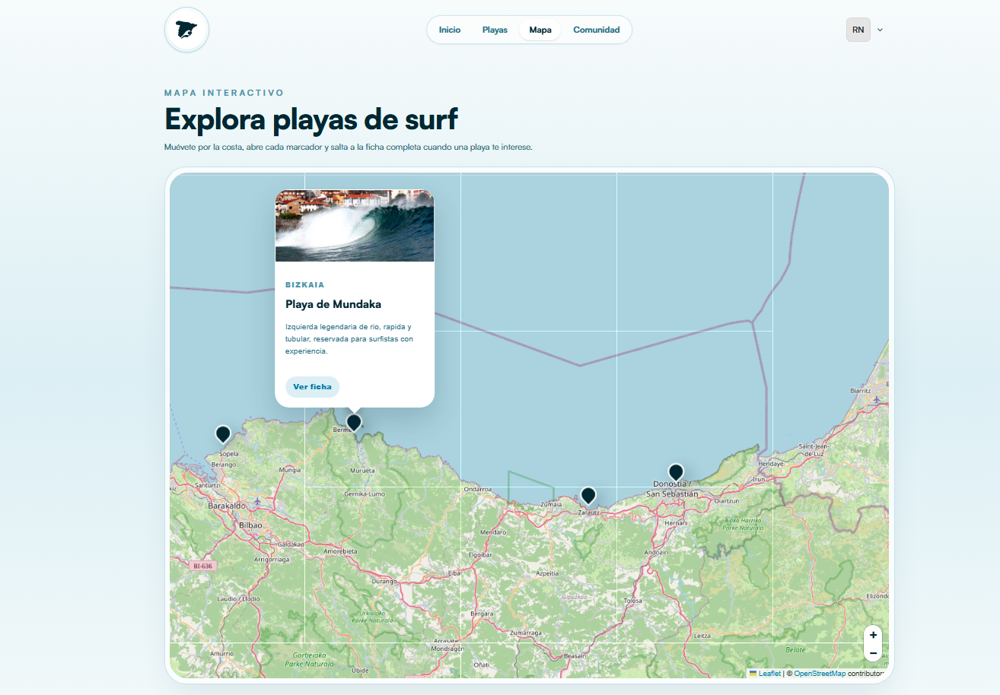 Inicio
Playas
Mapa
Comunidad
RN
MAPA INTERACTIVO
Explora playas de surf
Muévete por la costa, abre cada marcador y salta a la ficha completa cuando una playa te interese.
BIZKAIA
Playa de Mundaka
Izquierda legendaria de rio, rapida y
tubular, reservada para surfistas con
experiencia.
Ver ficha
Biarritz
Sopela
Berango
Santurtzi
Barakaldo
Bilbao
Mungia
Murueta
Gernika-Lumo
Galdakao
Arrigorriaga
Amorebieta
BI-636
Durango
Laudio / Llodio
Urkiolako
Parke Naturala
Amurrio
Gorbeiako
Parke Naturala
Ubide
Ondarroa
Zumaia
Zarautz
Mendaro
Elgoibar
Eibar
Azpeitia
Gipuzkoa
Bergara
Zumárraga
Arrasate
Mondragón
Oñati
Beasain
Donostia /
San Sebastián
Hernani
Andoain
Tolosa
Oiartzun
Irun
Hendaye
Saint-Jean-
de-Luz
Aiako Harriko
Parke Naturala
Leitza
Belate
+
−
Leaflet | © OpenStreetMap